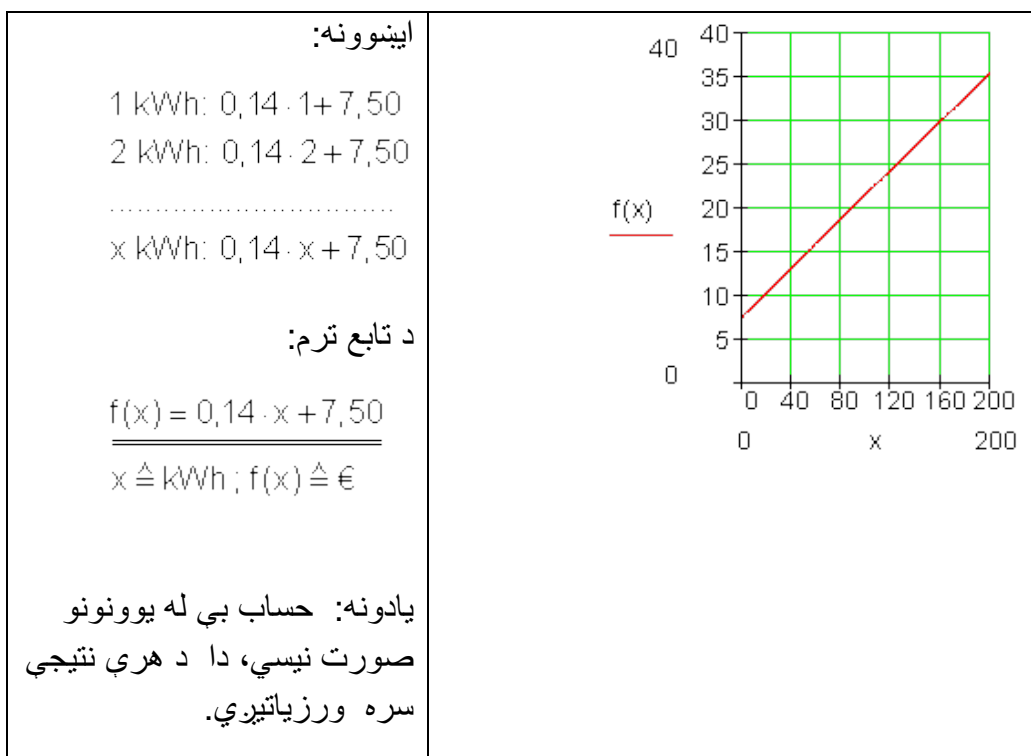 ایښوونه:
1 kWh: 0,14 · 1+ 7,50
2 kWh: 0,14 · 2 + 7,50
..............................
x kWh: 0,14 · x + 7,50
د تابع ترم:
f(x) = 0,14 · x + 7,50
x ≙ kWh ; f(x) ≙ €
یادونه: حساب بې له یوونونو
صورت نیسي، دا د هرې نتیجې
سره ورزیاتیږي.
40
40
35
30
25
20
15
10
5
0
f(x)
0 40 80 120 160 200
0 x 200